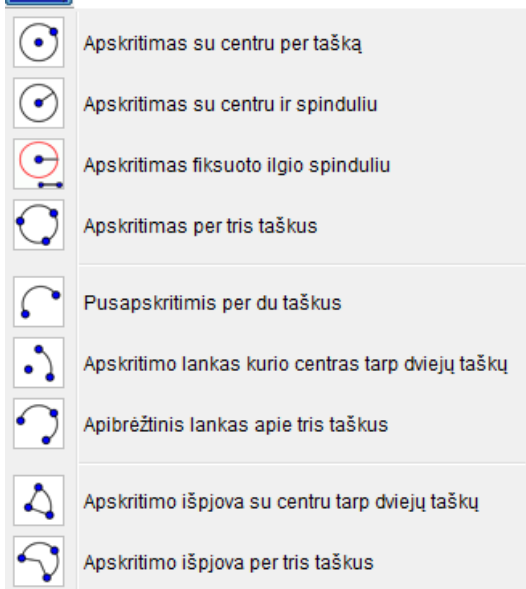 Apskritimas su centru per tašką
Apskritimas su centru ir spinduliu
Apskritimas fiksuoto ilgio spinduliu
Apskritimas per tris taškus
Pusapskritimis per du taškus
Apskritimo lankas kurio centras tarp dviejų taškų
Apibrėžtinis lankas apie tris taškus
Apskritimo išpjova su centru tarp dviejų taškų
Apskritimo išpjova per tris taškus